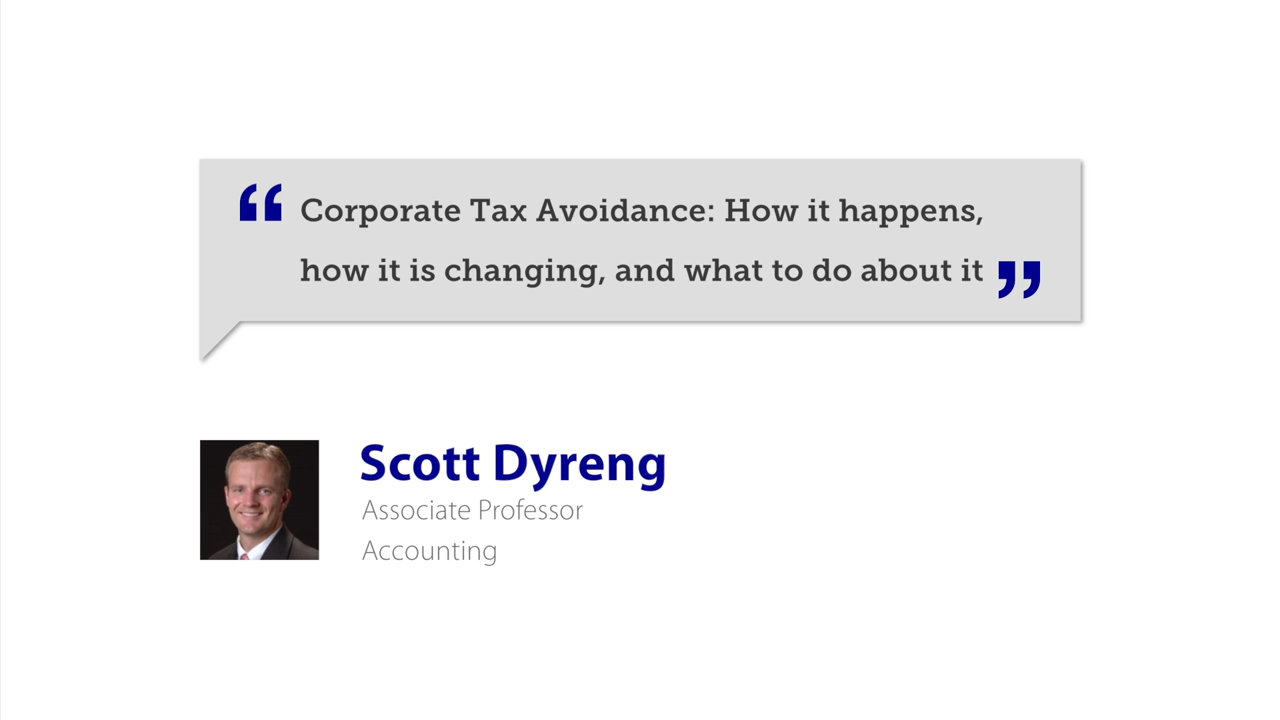 “ Corporate Tax Avoidance: How it happens,
how it is changing, and what to do about it ”
Scott Dyreng
Associate Professor
Accounting